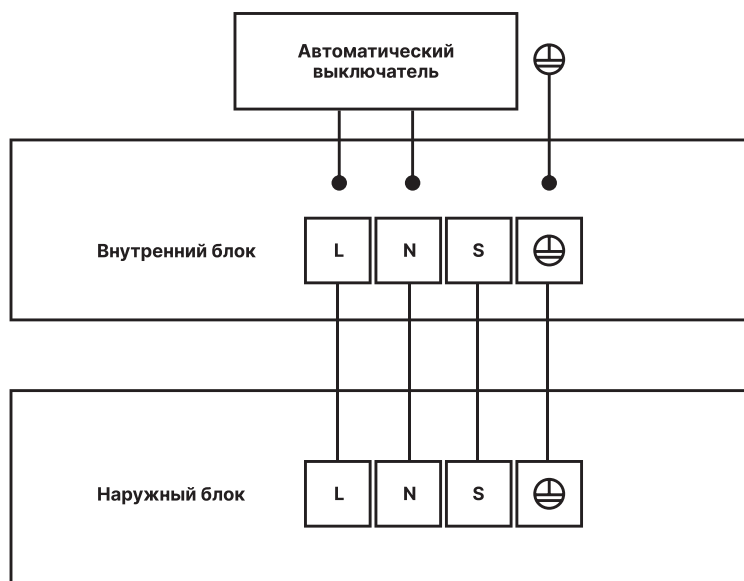 Автоматический
выключатель
Внутренний блок
L N S
Наружный блок
L N S